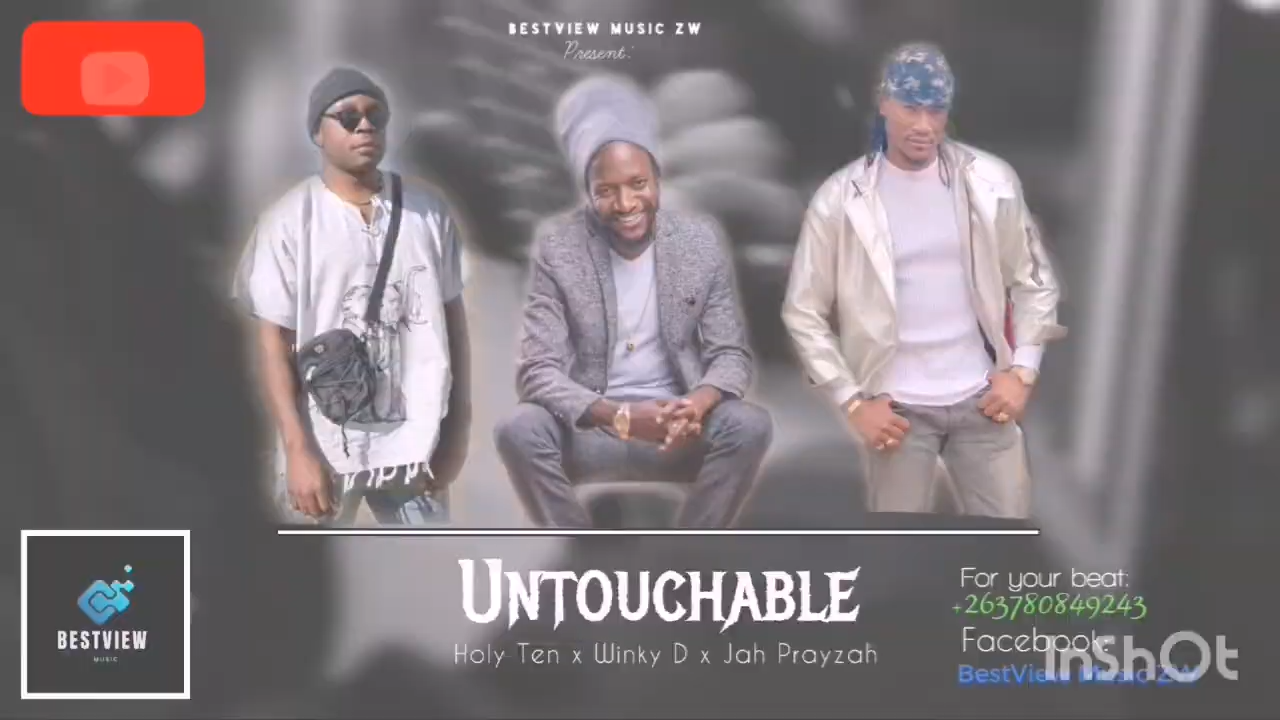 BESTVIEW MUSIC ZW
Present:
UNTOUCHABLE
Holy Ten x Winky D x Jah Prayzah
For your beat:
+263780849243
Facebook:
BestView Music ZW
InShOt
BESTVIEW
MUSIC